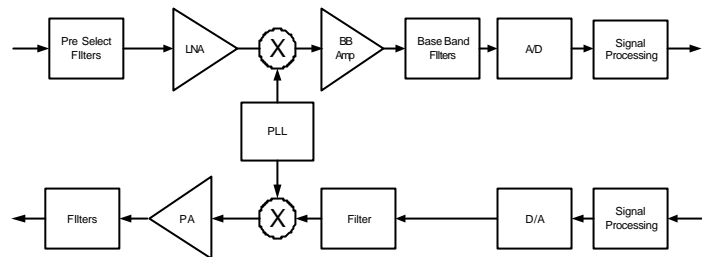 Pre Select
FIlters
LNA
X
BB
Amp
Base Band
FIlters
A/D
Signal
Processing
PLL
FIlters
PA
X
Filter
D/A
Signal
Processing